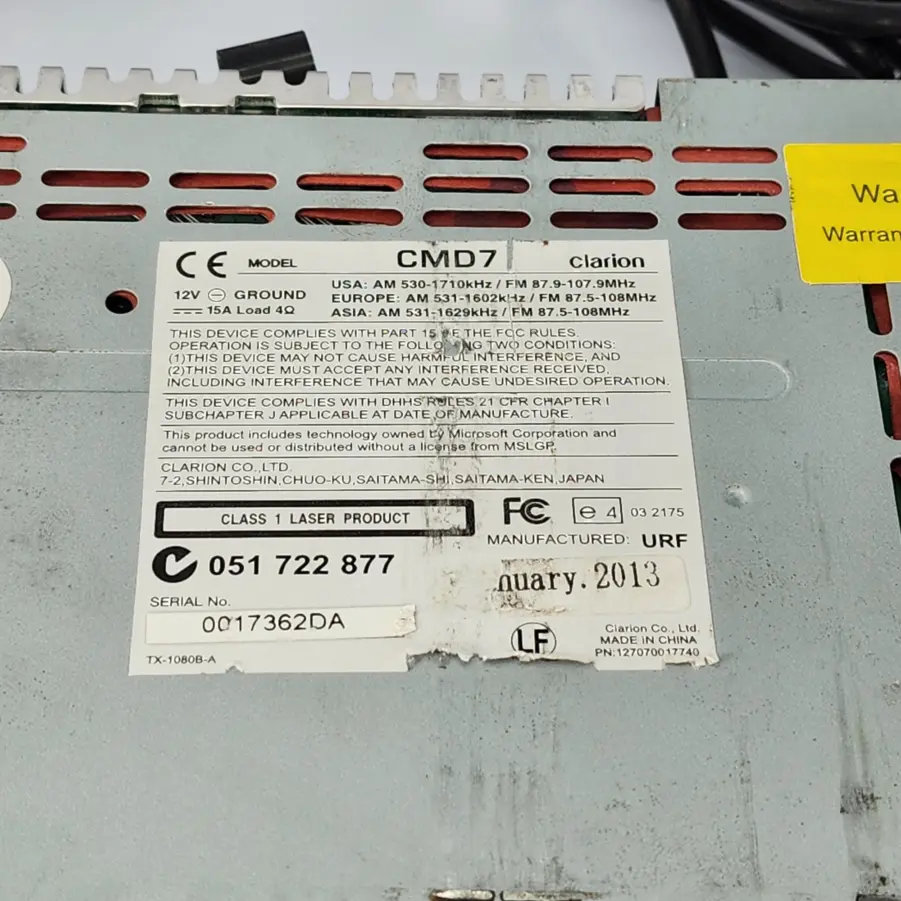 CE MODEL CMD7 clarion
12V ⊖ GROUND
15A Load 4Ω
USA: AM 530-1710kHz / FM 87.9-107.9MHz
EUROPE: AM 531-1602kHz / FM 87.5-108MHz
ASIA: AM 531-1629kHz / FM 87.5-108MHz
THIS DEVICE COMPLIES WITH PART 15 OF THE FCC RULES.
OPERATION IS SUBJECT TO THE FOLLOWING TWO CONDITIONS:
(1)THIS DEVICE MAY NOT CAUSE HARMFUL INTERFERENCE, AND
(2)THIS DEVICE MUST ACCEPT ANY INTERFERENCE RECEIVED,
INCLUDING INTERFERENCE THAT MAY CAUSE UNDESIRED OPERATION.
THIS DEVICE COMPLIES WITH DHHS RULES 21 CFR CHAPTER I
SUBCHAPTER J APPLICABLE AT DATE OF MANUFACTURE.
This product includes technology owned by Microsoft Corporation and
cannot be used or distributed without a license from MSLGP.
CLARION CO.,LTD.
7-2,SHINTOSHIN,CHUO-KU,SAITAMA-SHI,SAITAMA-KEN,JAPAN
CLASS 1 LASER PRODUCT
FCC e 4 03 2175
MANUFACTURED: URF
051 722 877
nuary.2013
SERIAL No.
0017362DA
TX-1080B-A
LF
Clarion Co., Ltd.
MADE IN CHINA
PN:127070017740
Wa
Warran